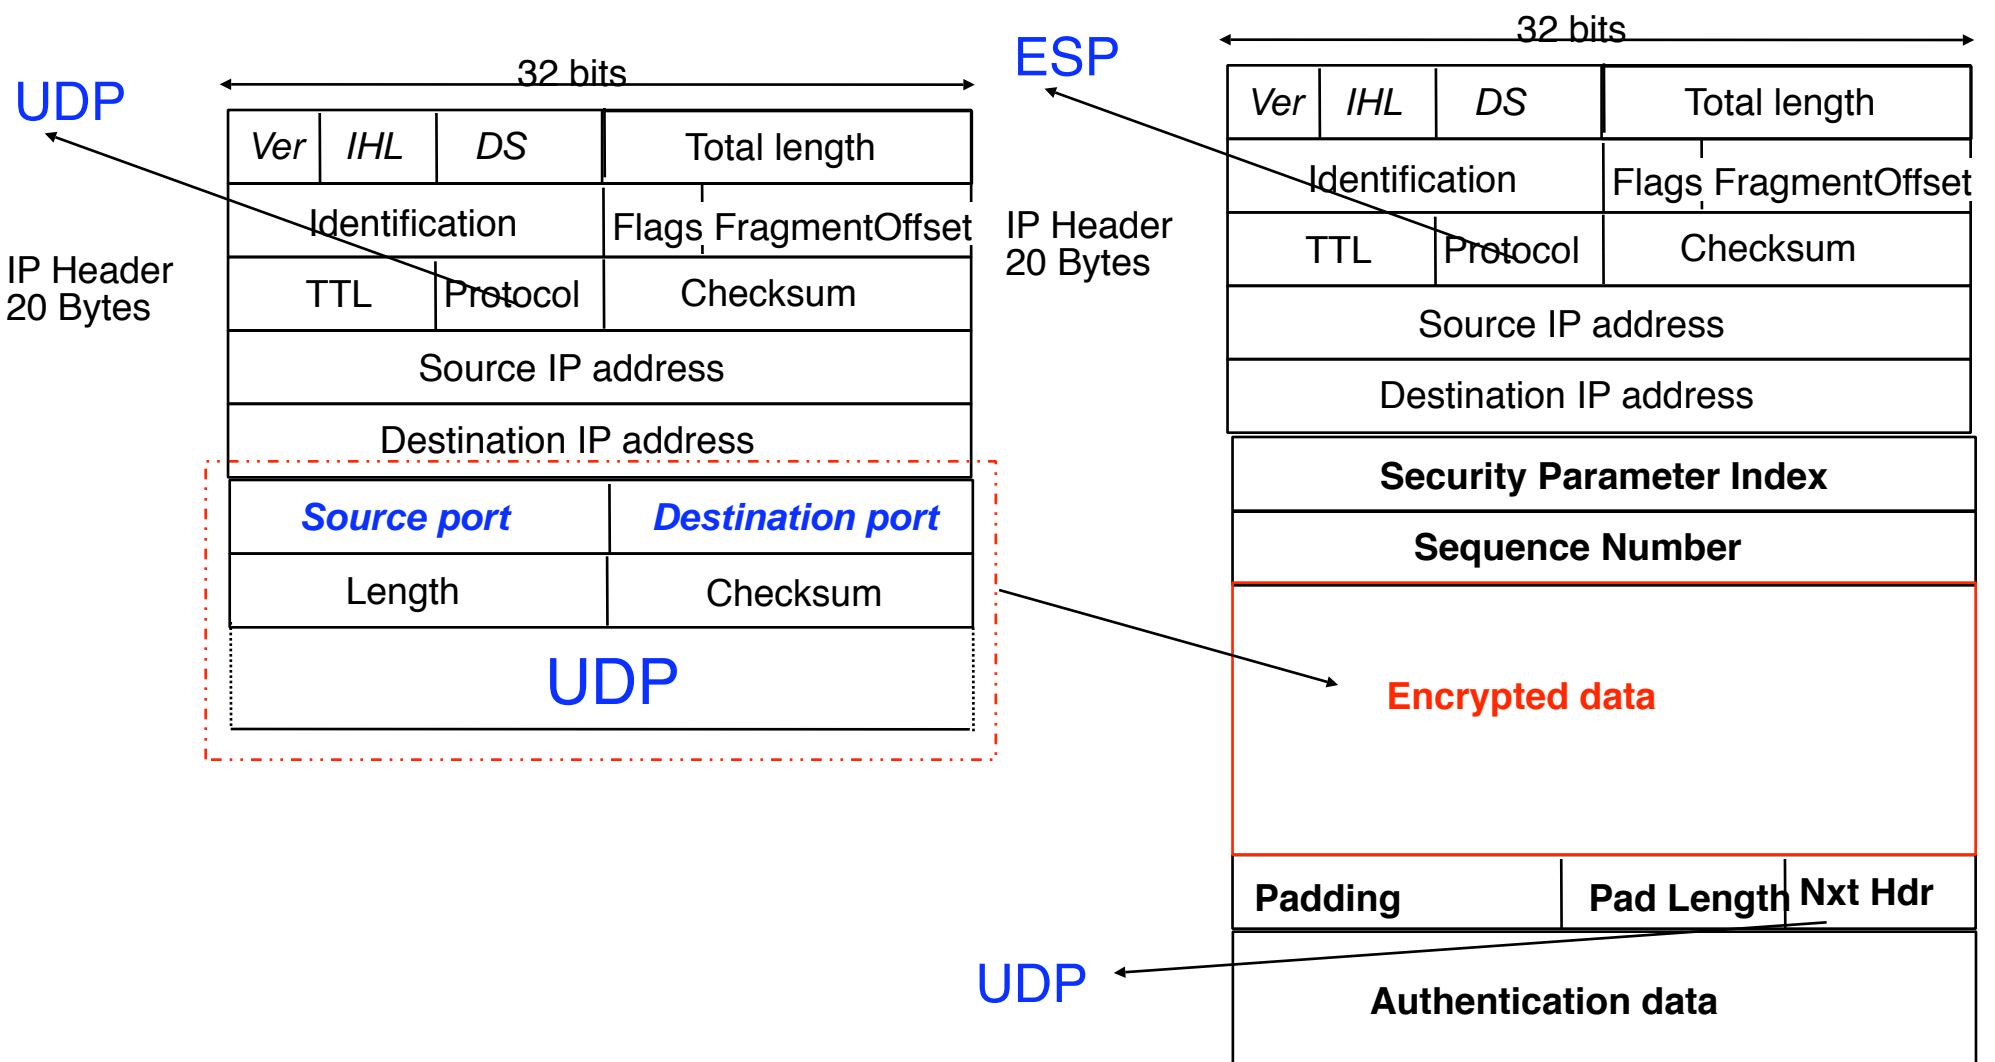 UDP
32 bits
Ver IHL DS Total length
Identification Flags FragmentOffset
IP Header
20 Bytes
TTL Protocol Checksum
Source IP address
Destination IP address
Source port Destination port
Length Checksum
UDP
ESP
32 bits
Ver IHL DS Total length
Identification Flags FragmentOffset
IP Header
20 Bytes
TTL Protocol Checksum
Source IP address
Destination IP address
Security Parameter Index
Sequence Number
Encrypted data
Padding Pad Length Nxt Hdr
UDP
Authentication data